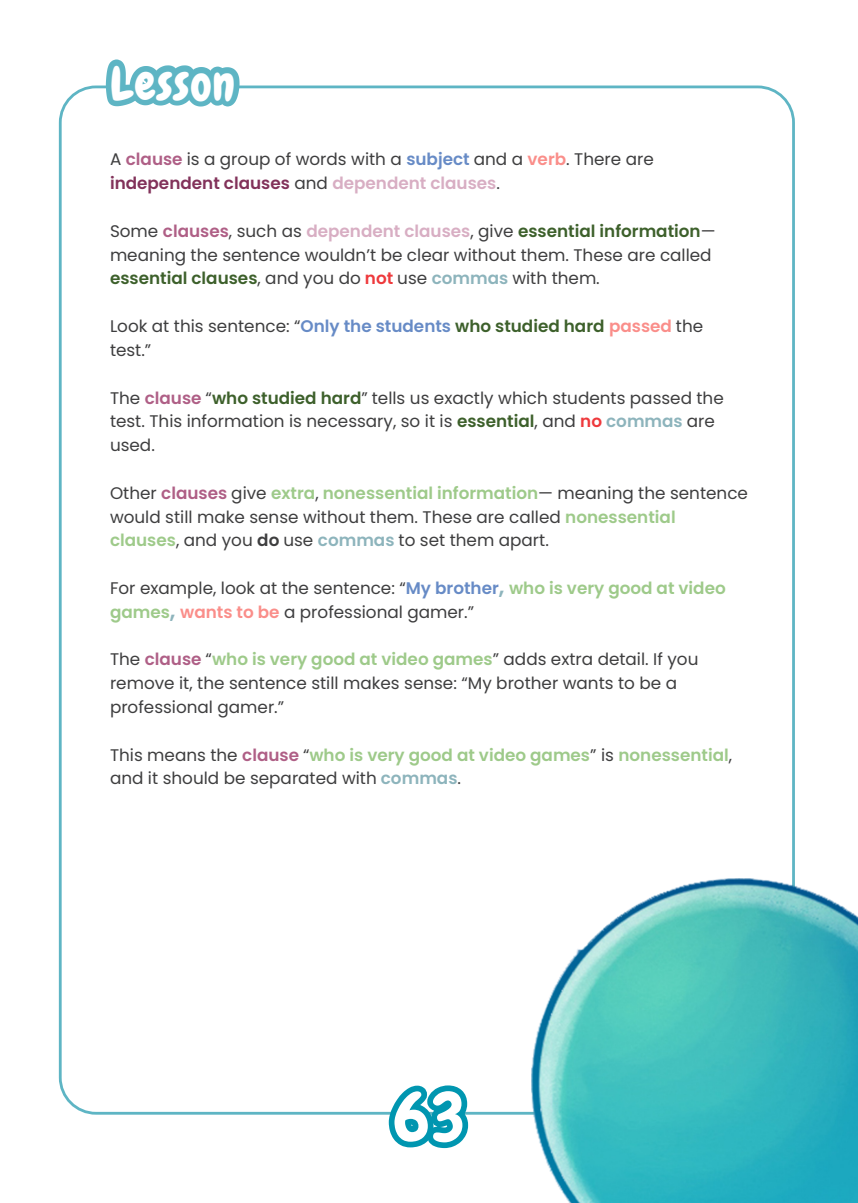 Lesson
A clause is a group of words with a subject and a verb. There are
independent clauses and dependent clauses.
Some clauses, such as dependent clauses, give essential information—
meaning the sentence wouldn’t be clear without them. These are called
essential clauses, and you do not use commas with them.
Look at this sentence: “Only the students who studied hard passed the
test.”
The clause “who studied hard” tells us exactly which students passed the
test. This information is necessary, so it is essential, and no commas are
used.
Other clauses give extra, nonessential information— meaning the sentence
would still make sense without them. These are called nonessential
clauses, and you do use commas to set them apart.
For example, look at the sentence: “My brother, who is very good at video
games, wants to be a professional gamer.”
The clause “who is very good at video games” adds extra detail. If you
remove it, the sentence still makes sense: “My brother wants to be a
professional gamer.”
This means the clause “who is very good at video games” is nonessential,
and it should be separated with commas.
63